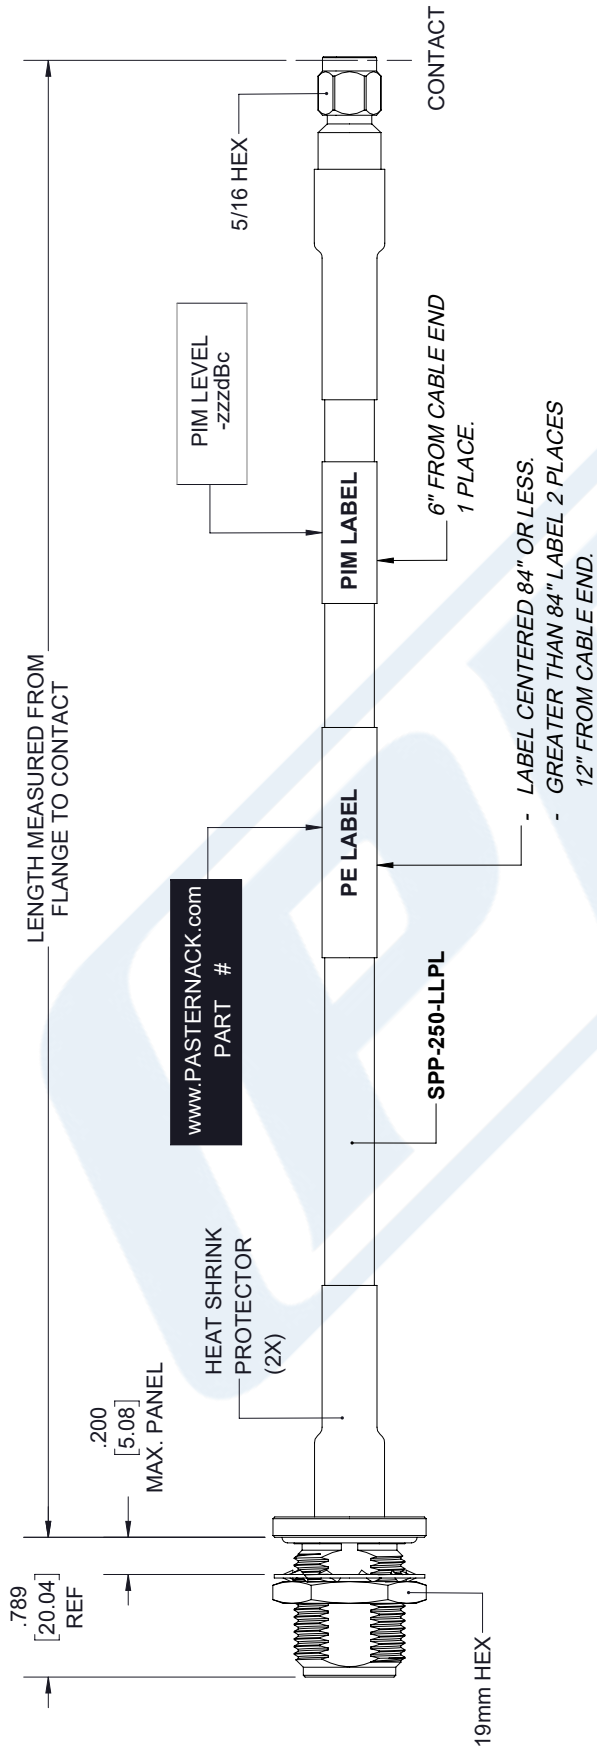 LENGTH MEASURED FROM
FLANGE TO CONTACT
.789
[20.04]
REF
.200
[5.08]
MAX. PANEL
HEAT SHRINK
PROTECTOR
(2X)
www.PASTERNACK.com
PART #
PIM LEVEL
-zzzdBc
5/16 HEX
PE LABEL
PIM LABEL
19mm HEX
SPP-250-LLPL
- LABEL CENTERED 84" OR LESS.
- GREATER THAN 84" LABEL 2 PLACES
12" FROM CABLE END.
6" FROM CABLE END
1 PLACE.
CONTACT